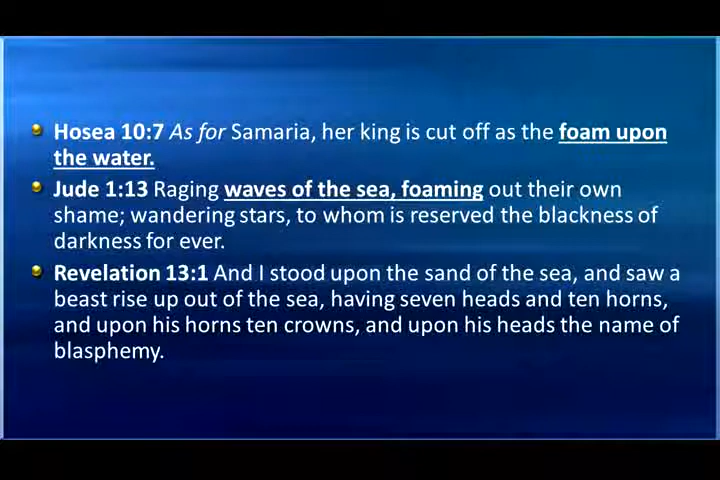 Hosea 10:7 As for Samaria, her king is cut off as the foam upon
the water.
Jude 1:13 Raging waves of the sea, foaming out their own
shame; wandering stars, to whom is reserved the blackness of
darkness for ever.
Revelation 13:1 And I stood upon the sand of the sea, and saw a
beast rise up out of the sea, having seven heads and ten horns,
and upon his horns ten crowns, and upon his heads the name of
blasphemy.